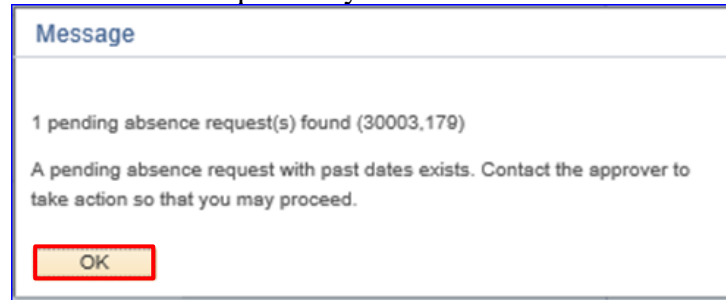 Message
1 pending absence request(s) found (30003,179)
A pending absence request with past dates exists. Contact the approver to
take action so that you may proceed.
OK